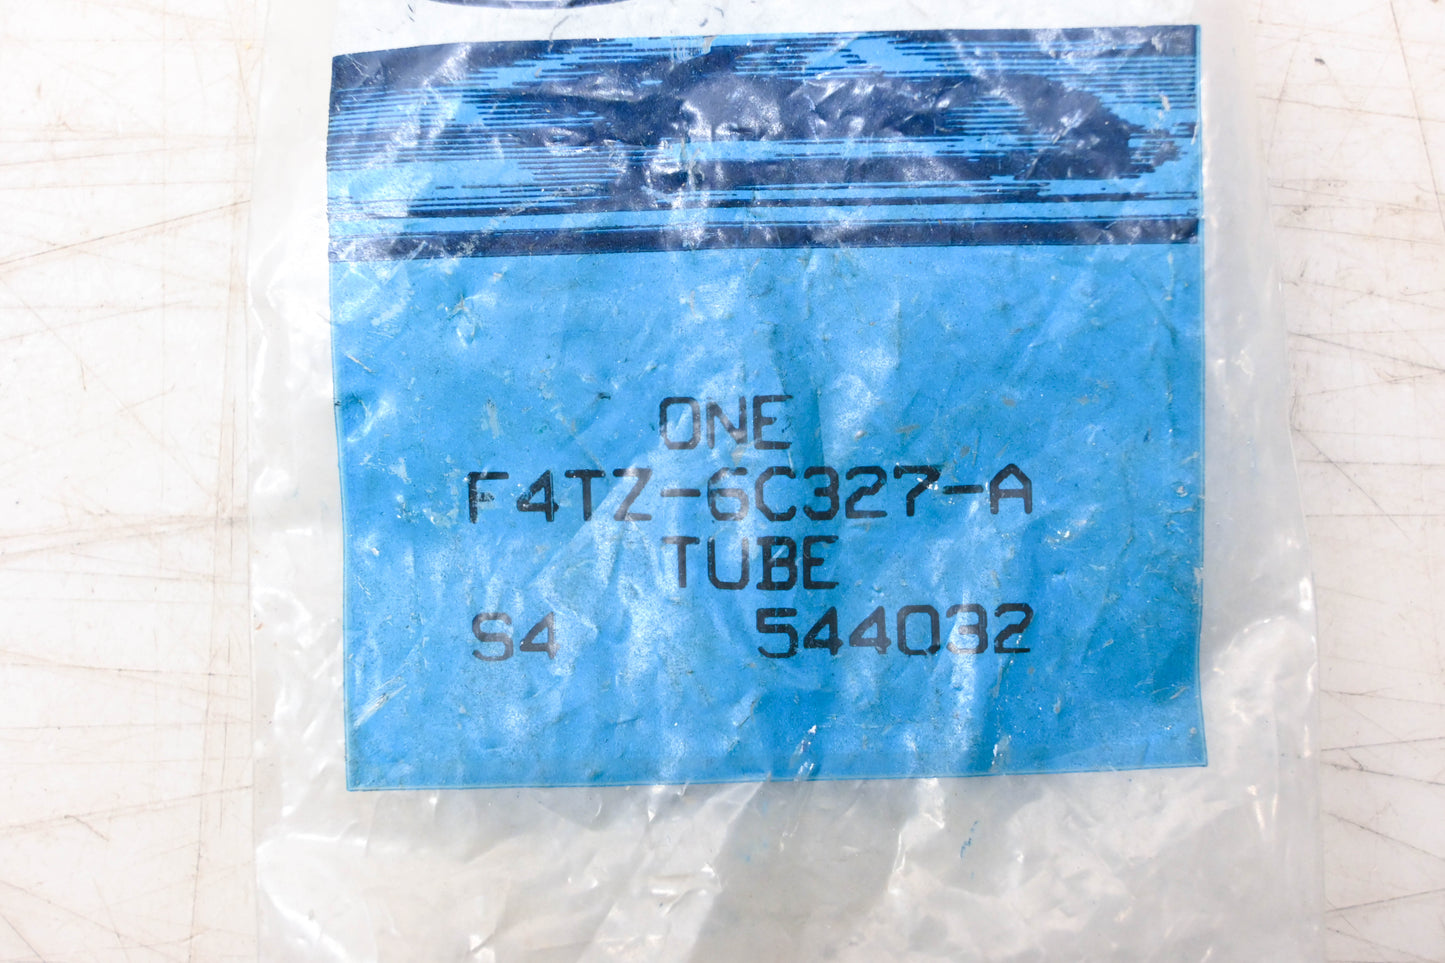 ONE
F4TZ-6C327-A
TUBE
S4 544032